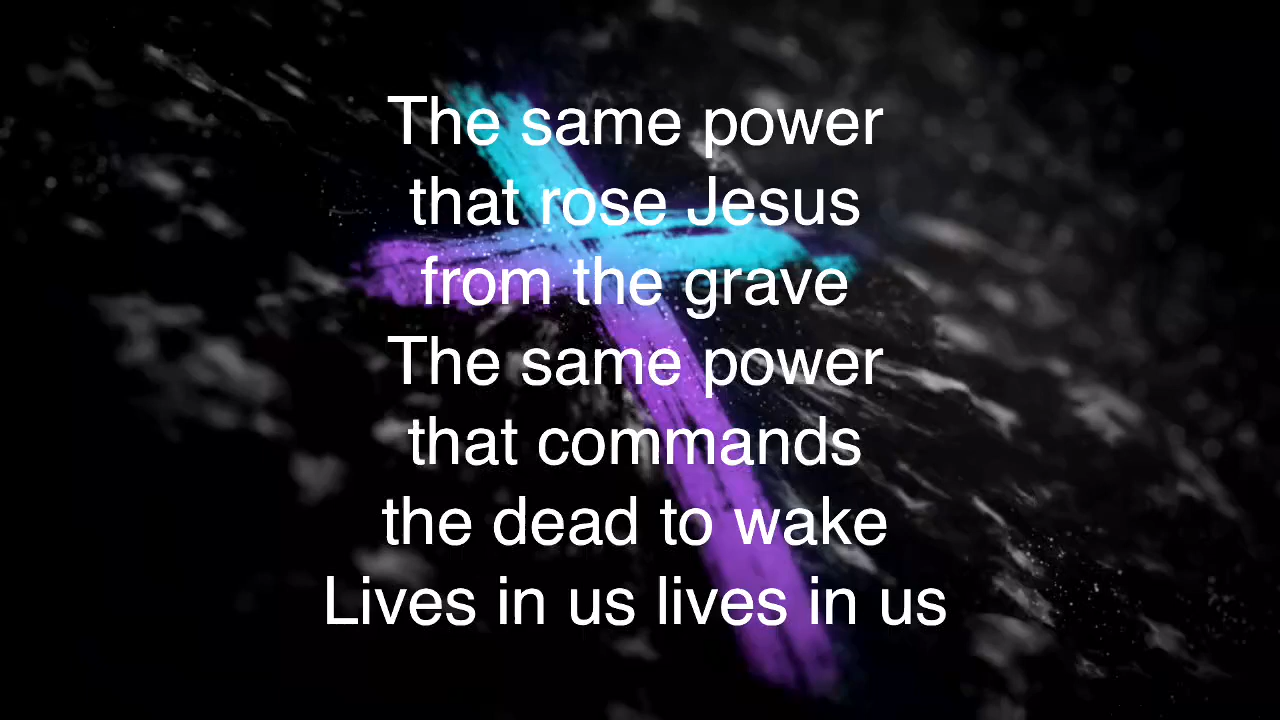 The same power
that rose Jesus
from the grave
The same power
that commands
the dead to wake
Lives in us lives in us